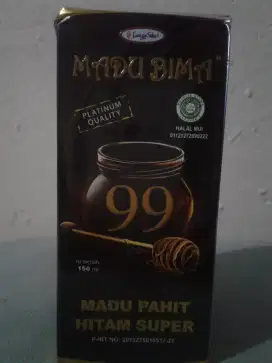 MADU BIMA
PLATINUM
QUALITY
HALAL MUI
99
150 ml
MADU PAHIT
HITAM SUPER